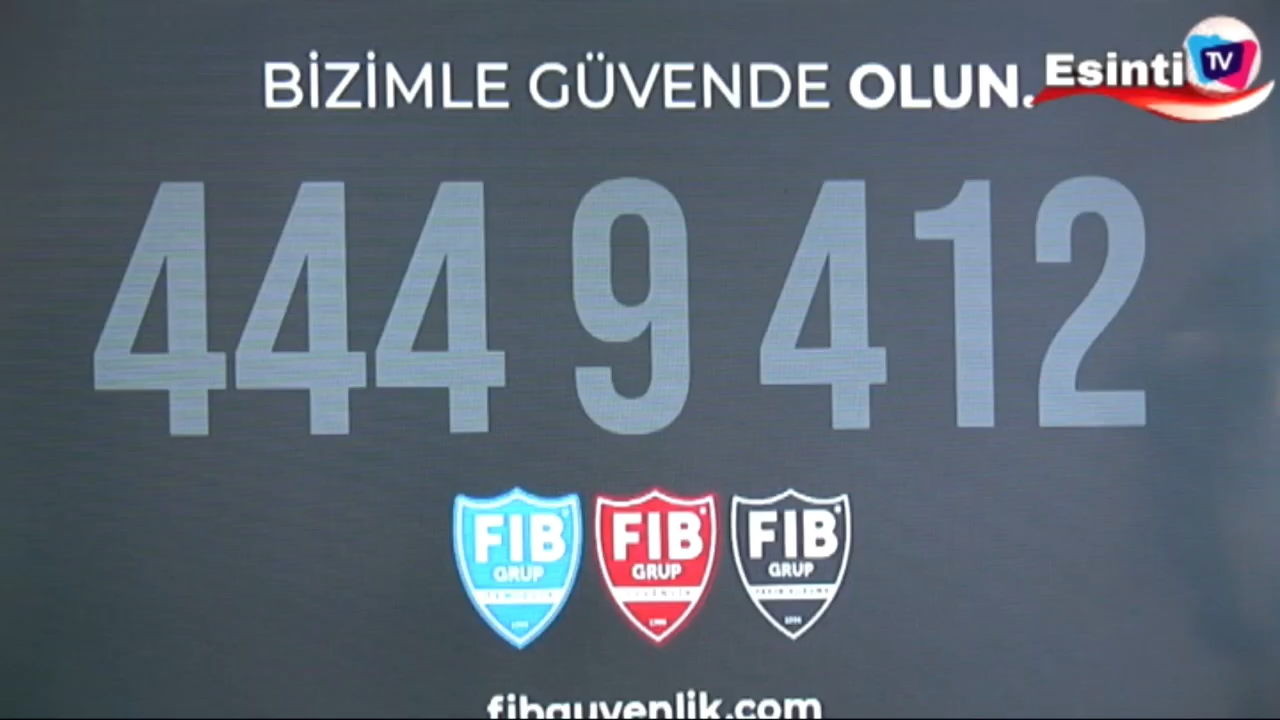 BİZİMLE GÜVENDE OLUN.
Esinti TV
444 9 412
FIB FIB FIB
GRUP GRUP GRUP
fibguvenlik.com